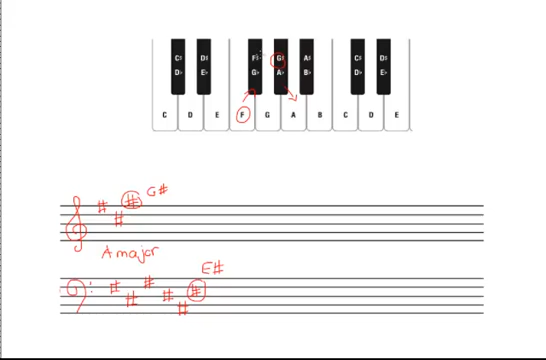 C# D# F# G# A# C# D#
D♭ E♭ G♭ A♭ B♭ D♭ E♭
C D E F G A B C D E
# # # G#
A major
# # # # # # E#